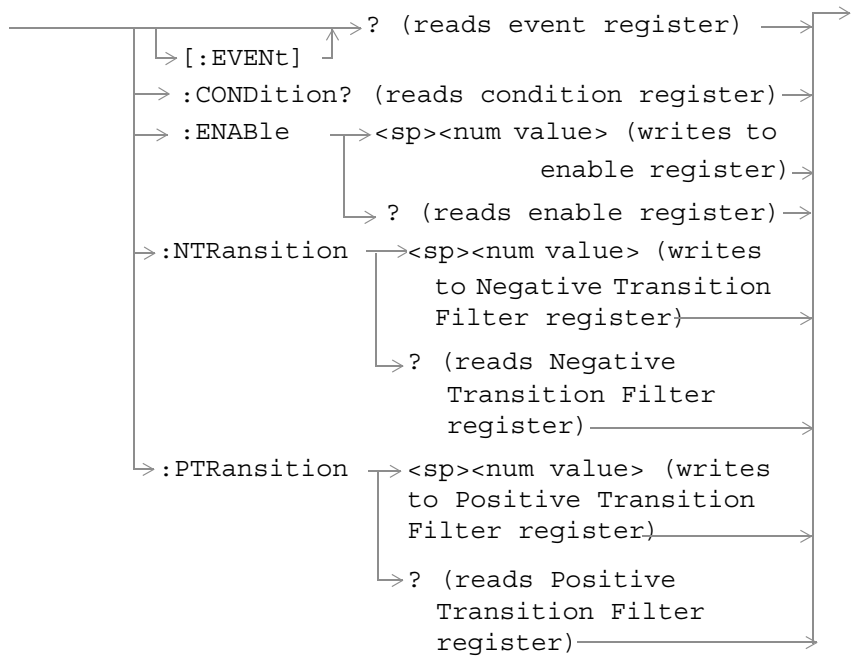 ? (reads event register)
[:EVENt]
:CONDition? (reads condition register)
:ENABle <sp><num value> (writes to
enable register)
? (reads enable register)
:NTRansition <sp><num value> (writes
to Negative Transition
Filter register)
? (reads Negative
Transition Filter
register)
:PTRansition <sp><num value> (writes
to Positive Transition
Filter register)
? (reads Positive
Transition Filter
register)